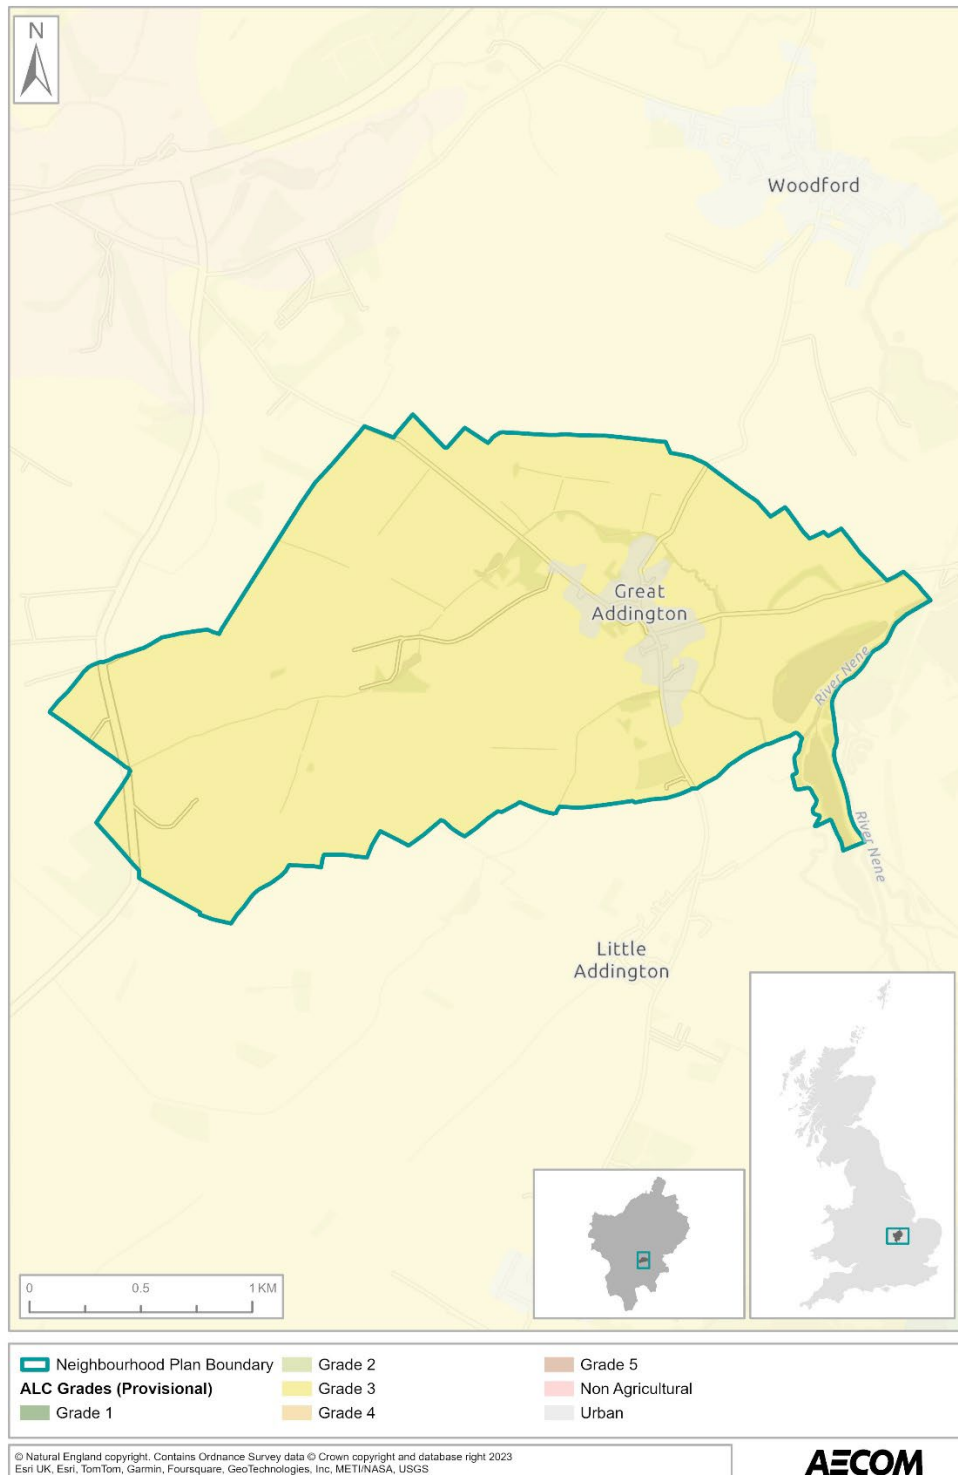 N
Woodford
Great
Addington
River Nene
River Nene
Little
Addington
0 0.5 1 KM
Neighbourhood Plan Boundary
ALC Grades (Provisional)
Grade 1
Grade 2
Grade 3
Grade 4
Grade 5
Non Agricultural
Urban
© Natural England copyright. Contains Ordnance Survey data © Crown copyright and database right 2023
Esri UK, Esri, TomTom, Garmin, Foursquare, GeoTechnologies, Inc, METI/NASA, USGS
AECOM